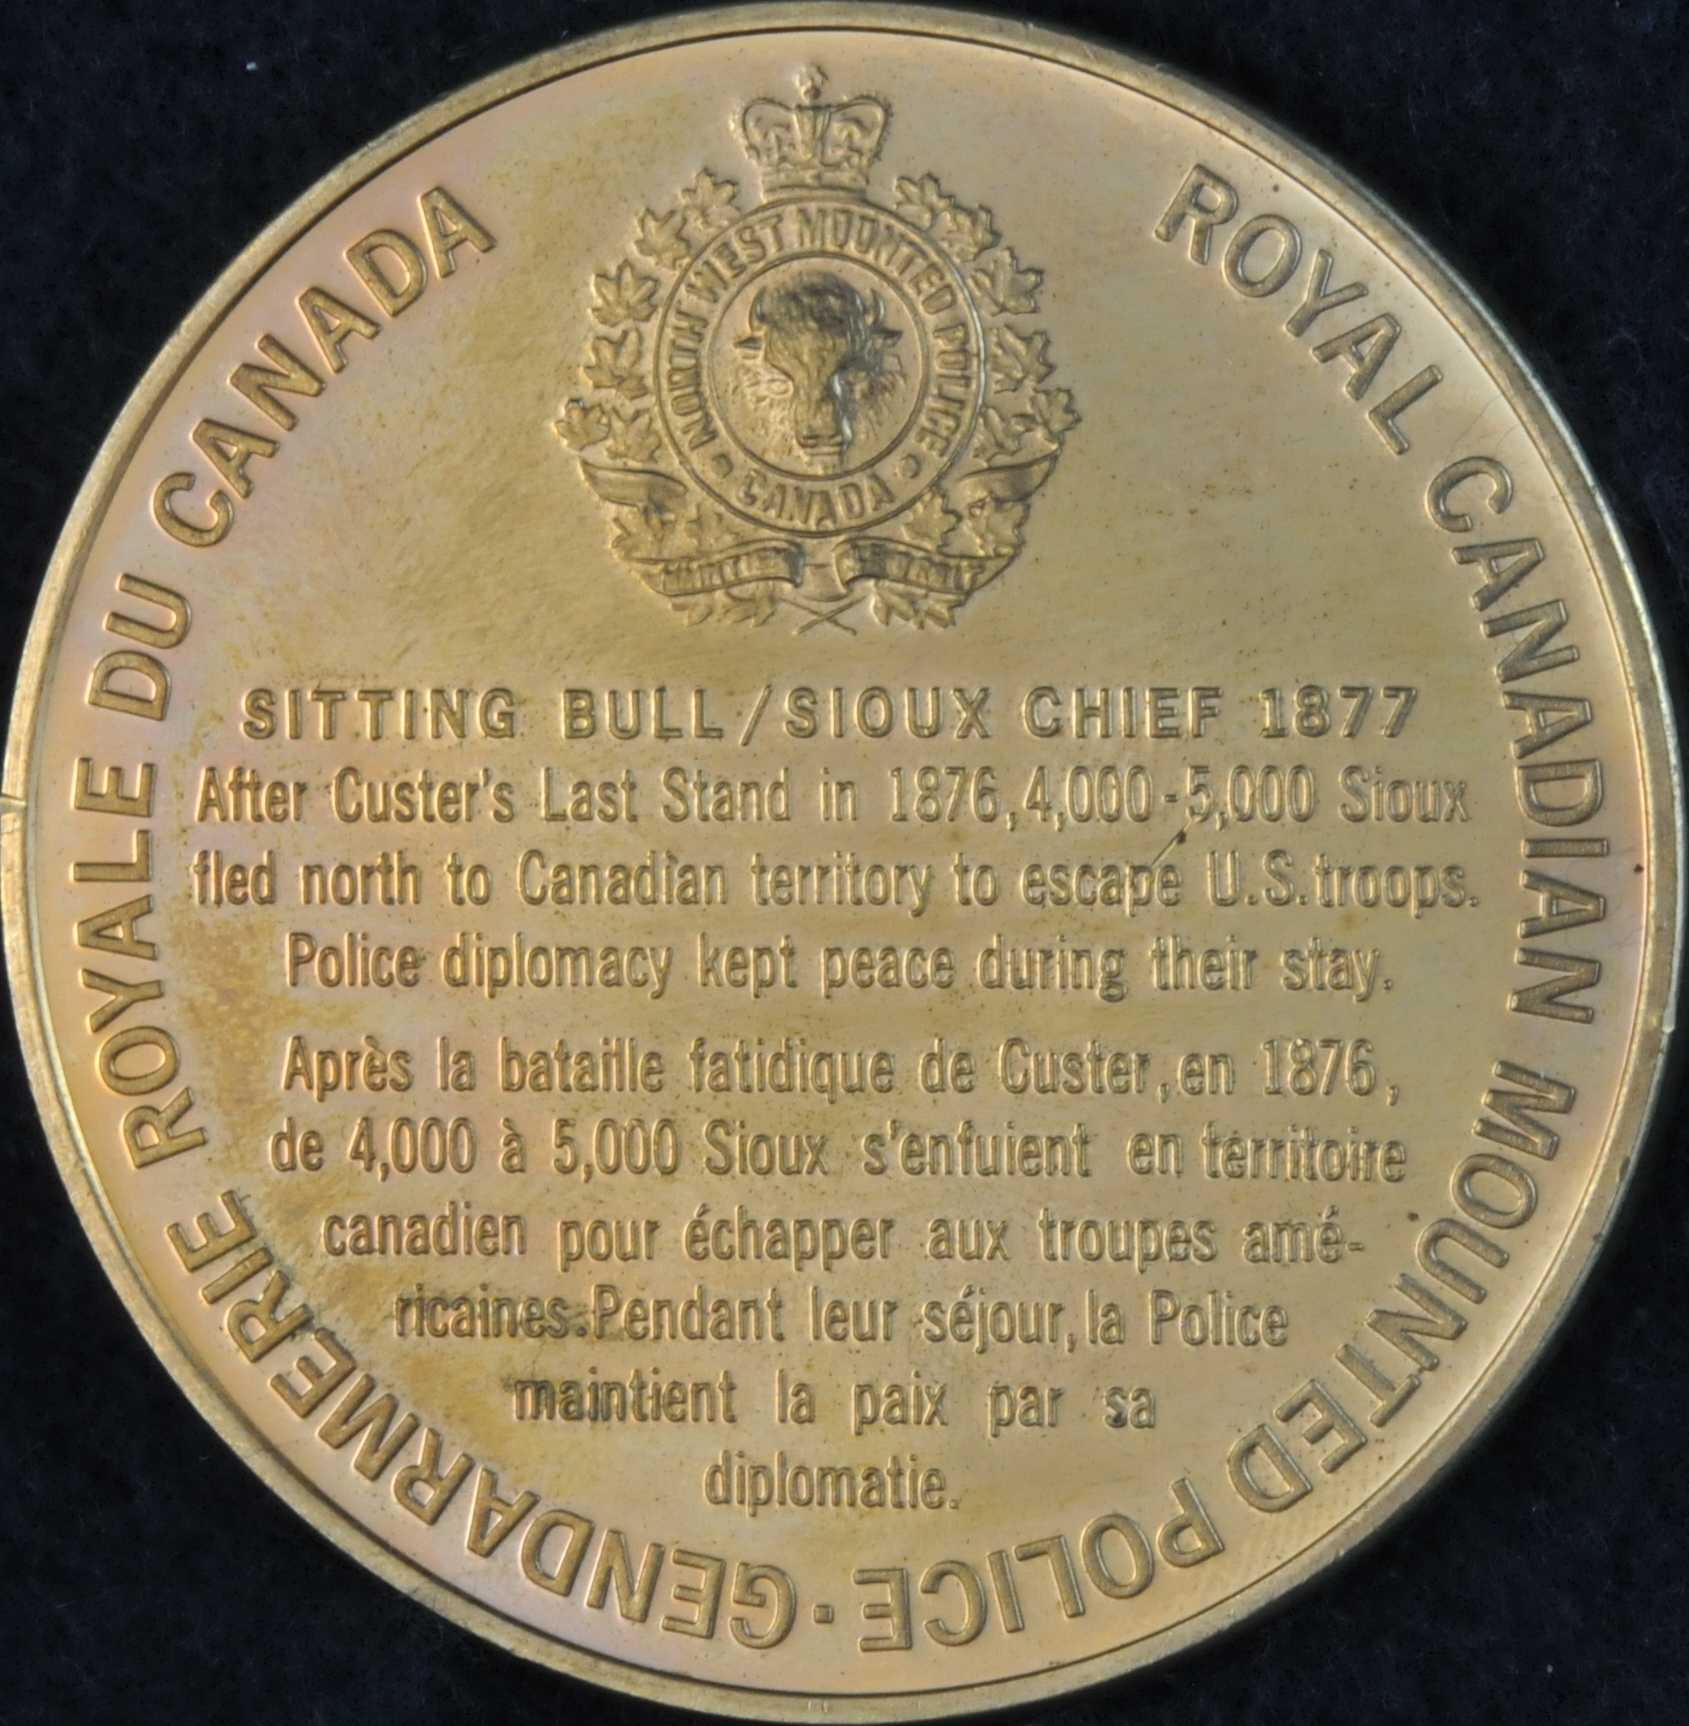 ROYAL CANADIAN MOUNTED POLICE · GENDARMERIE ROYALE DU CANADA
NORTH WEST MOUNTED POLICE
• CANADA •
SITTING BULL/SIOUX CHIEF 1877
After Custer's Last Stand in 1876, 4,000-5,000 Sioux
fled north to Canadian territory to escape U.S. troops.
Police diplomacy kept peace during their stay.
Après la bataille fatidique de Custer, en 1876,
de 4,000 à 5,000 Sioux s'enfuient en territoire
canadien pour échapper aux troupes amé-
ricaines. Pendant leur séjour, la Police
maintient la paix par sa
diplomatie.